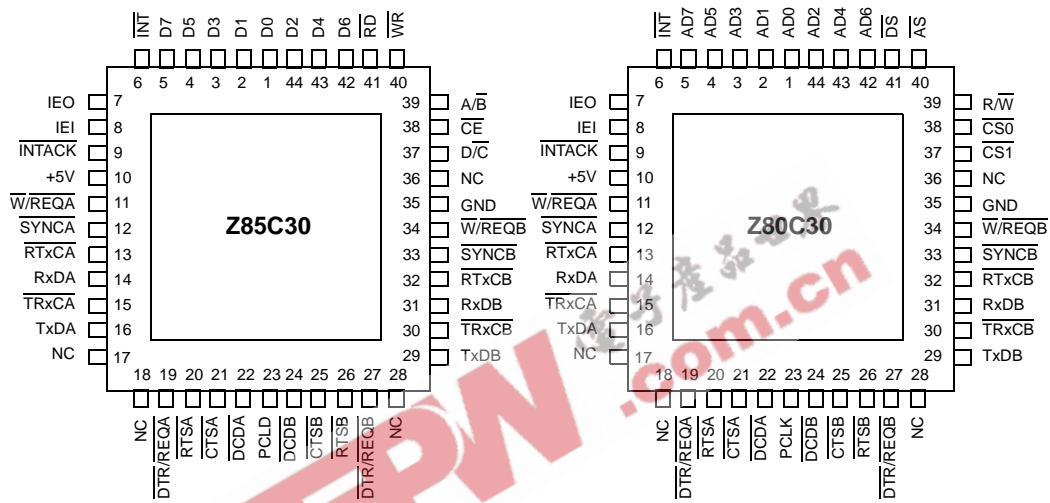 INT D7 D5 D3 D1 D0 D2 D4 D6 RD WR
6 5 4 3 2 1 44 43 42 41 40
IEO 7
IEI 8
INTACK 9
+5V 10
W/REQA 11
SYNCA 12
RTxCA 13
RxDA 14
TRxCA 15
TxDA 16
NC 17
Z85C30
39 A/B
38 CE
37 D/C
36 NC
35 GND
34 W/REQB
33 SYNCB
32 RTxCB
31 RxDB
30 TRxCB
29 TxDB
18 19 20 21 22 23 24 25 26 27 28
NC DTR/REQA RTSA CTSA DCDA PCLD DCDB CTSB RTSB DTR/REQB NC
INT AD7 AD5 AD3 AD1 AD0 AD2 AD4 AD6 DS AS
6 5 4 3 2 1 44 43 42 41 40
IEO 7
IEI 8
INTACK 9
+5V 10
W/REQA 11
SYNCA 12
RTxCA 13
RxDA 14
TRxCA 15
TxDA 16
NC 17
Z80C30
39 R/W
38 CS0
37 CS1
36 NC
35 GND
34 W/REQB
33 SYNCB
32 RTxCB
31 RxDB
30 TRxCB
29 TxDB
18 19 20 21 22 23 24 25 26 27 28
NC DTR/REQA RTSA CTSA DCDA PCLK DCDB CTSB RTSB DTR/REQB NC
電子產品世界
.com.cn